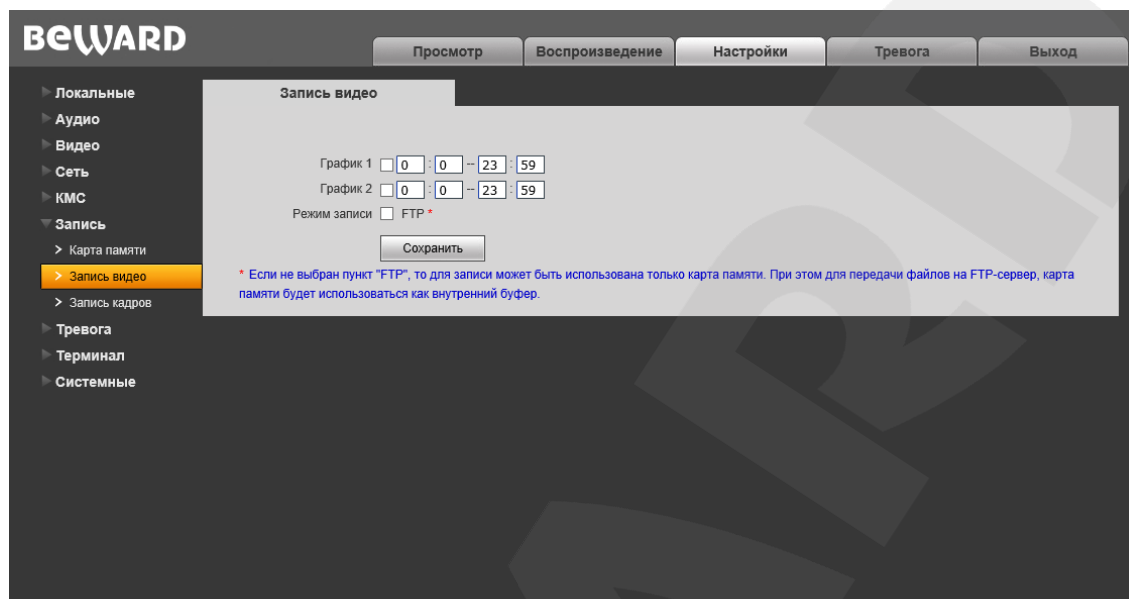 BEWARD
Просмотр Воспроизведение Настройки Тревога Выход
Локальные
Аудио
Видео
Сеть
КМС
Запись
> Карта памяти
> Запись видео
> Запись кадров
Тревога
Терминал
Системные
Запись видео
График 1 0 : 0 -- 23 : 59
График 2 0 : 0 -- 23 : 59
Режим записи FTP *
Сохранить
* Если не выбран пункт "FTP", то для записи может быть использована только карта памяти. При этом для передачи файлов на FTP-сервер, карта
памяти будет использоваться как внутренний буфер.